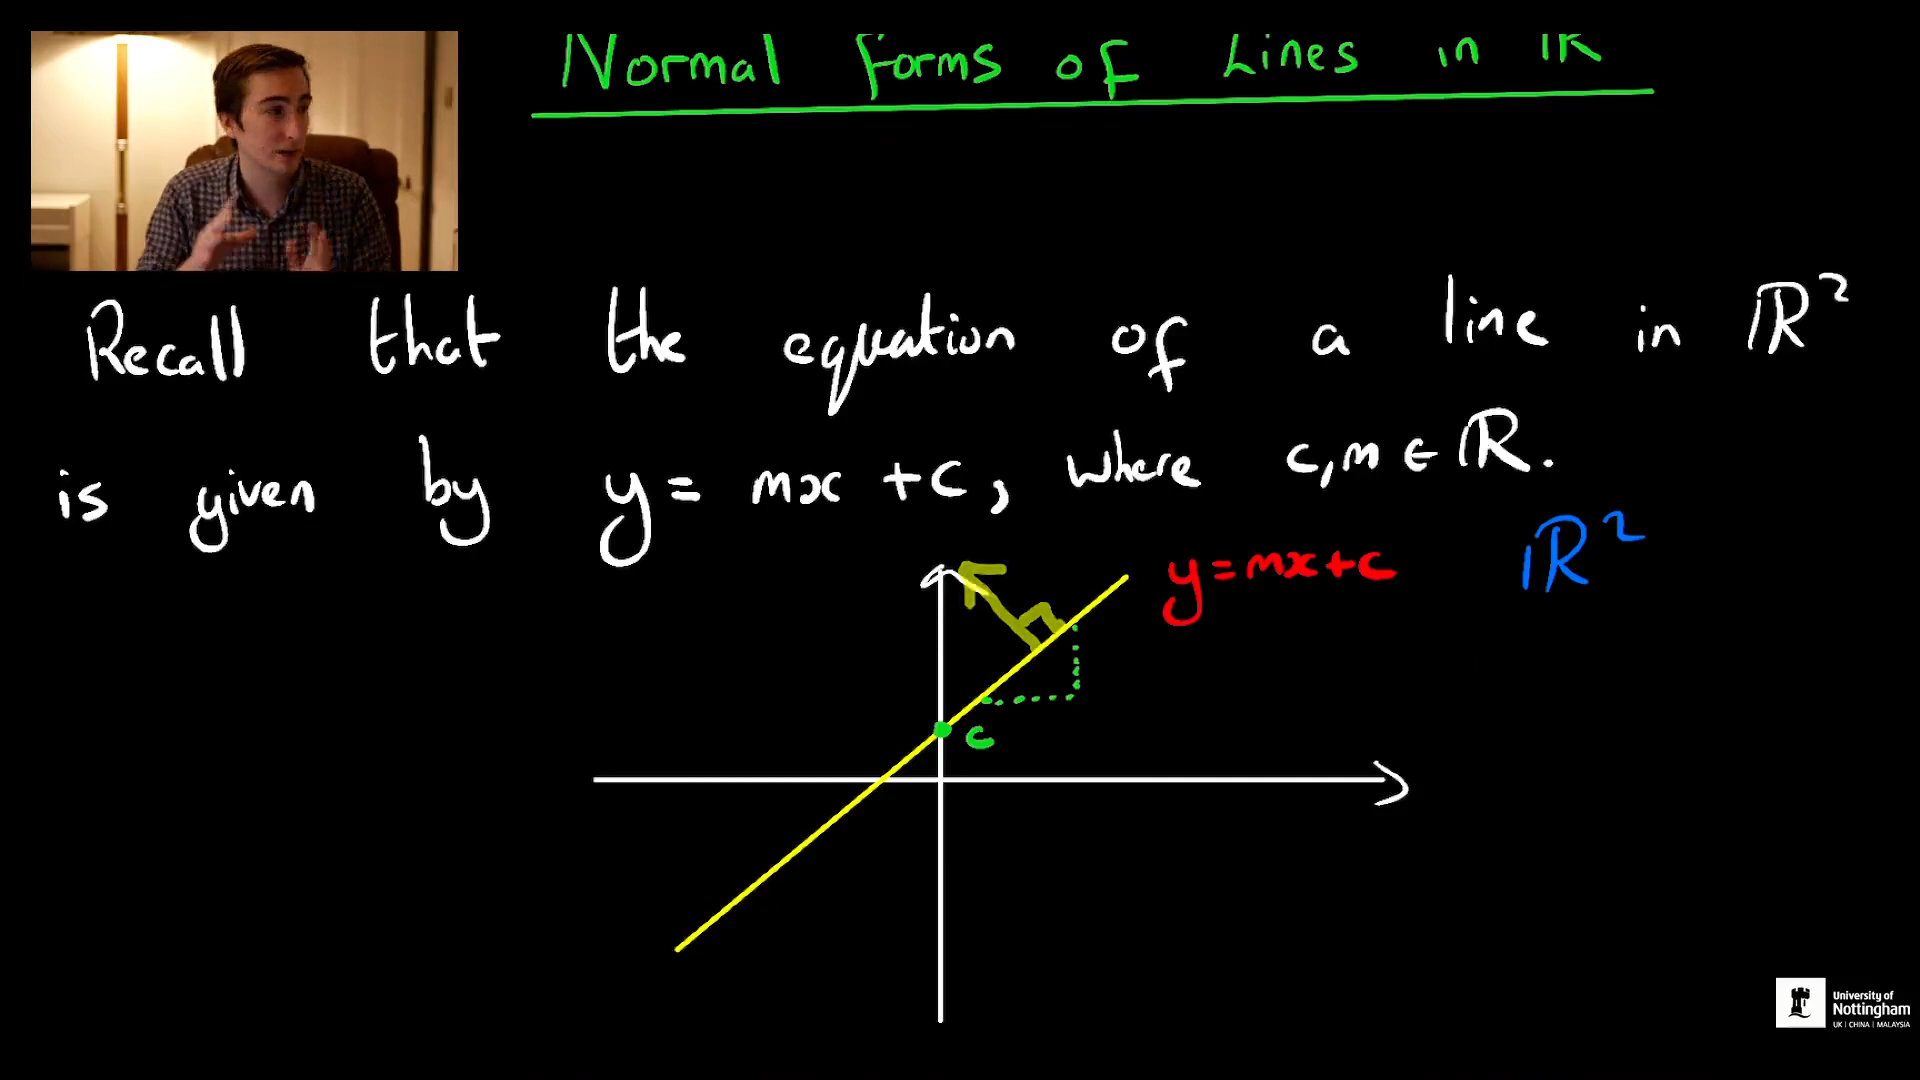 Normal Forms of Lines in ℝ
Recall that the equation of a line in ℝ²
is given by y = mx + c, where c, m ∈ ℝ.
y=mx+c
ℝ²
c
University of
Nottingham
UK | CHINA | MALAYSIA